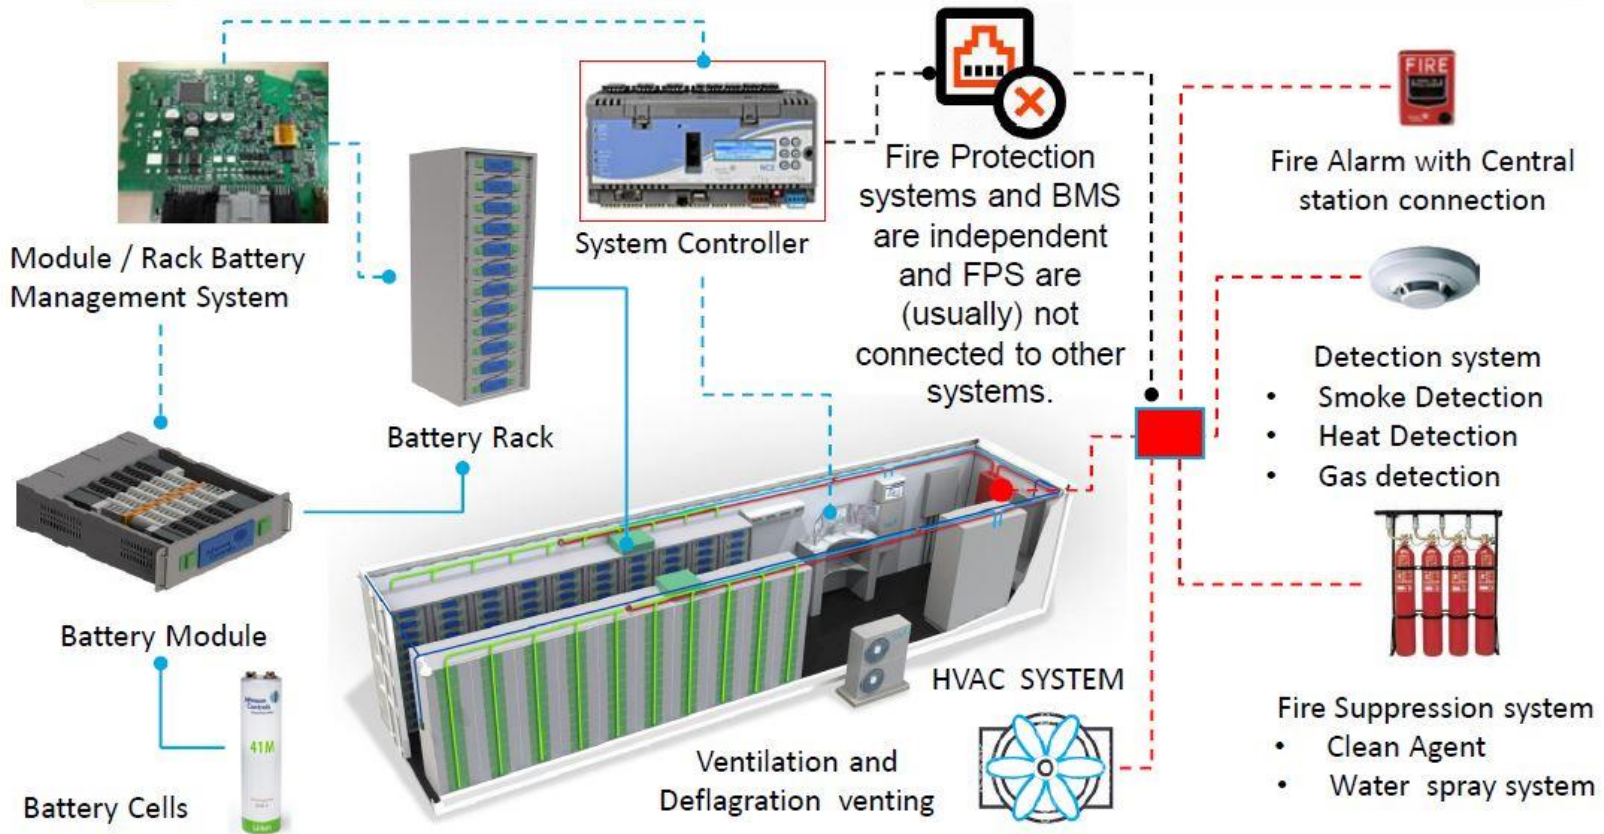 FIRE
Fire Alarm with Central
station connection
Fire Protection
systems and BMS
are independent
and FPS are
(usually) not
connected to other
systems.
System Controller
Module / Rack Battery
Management System
Detection system
• Smoke Detection
• Heat Detection
• Gas detection
Battery Rack
Battery Module
HVAC SYSTEM
Ventilation and
Deflagration venting
Fire Suppression system
• Clean Agent
• Water spray system
Johnson
Controls
41M
Battery Cells